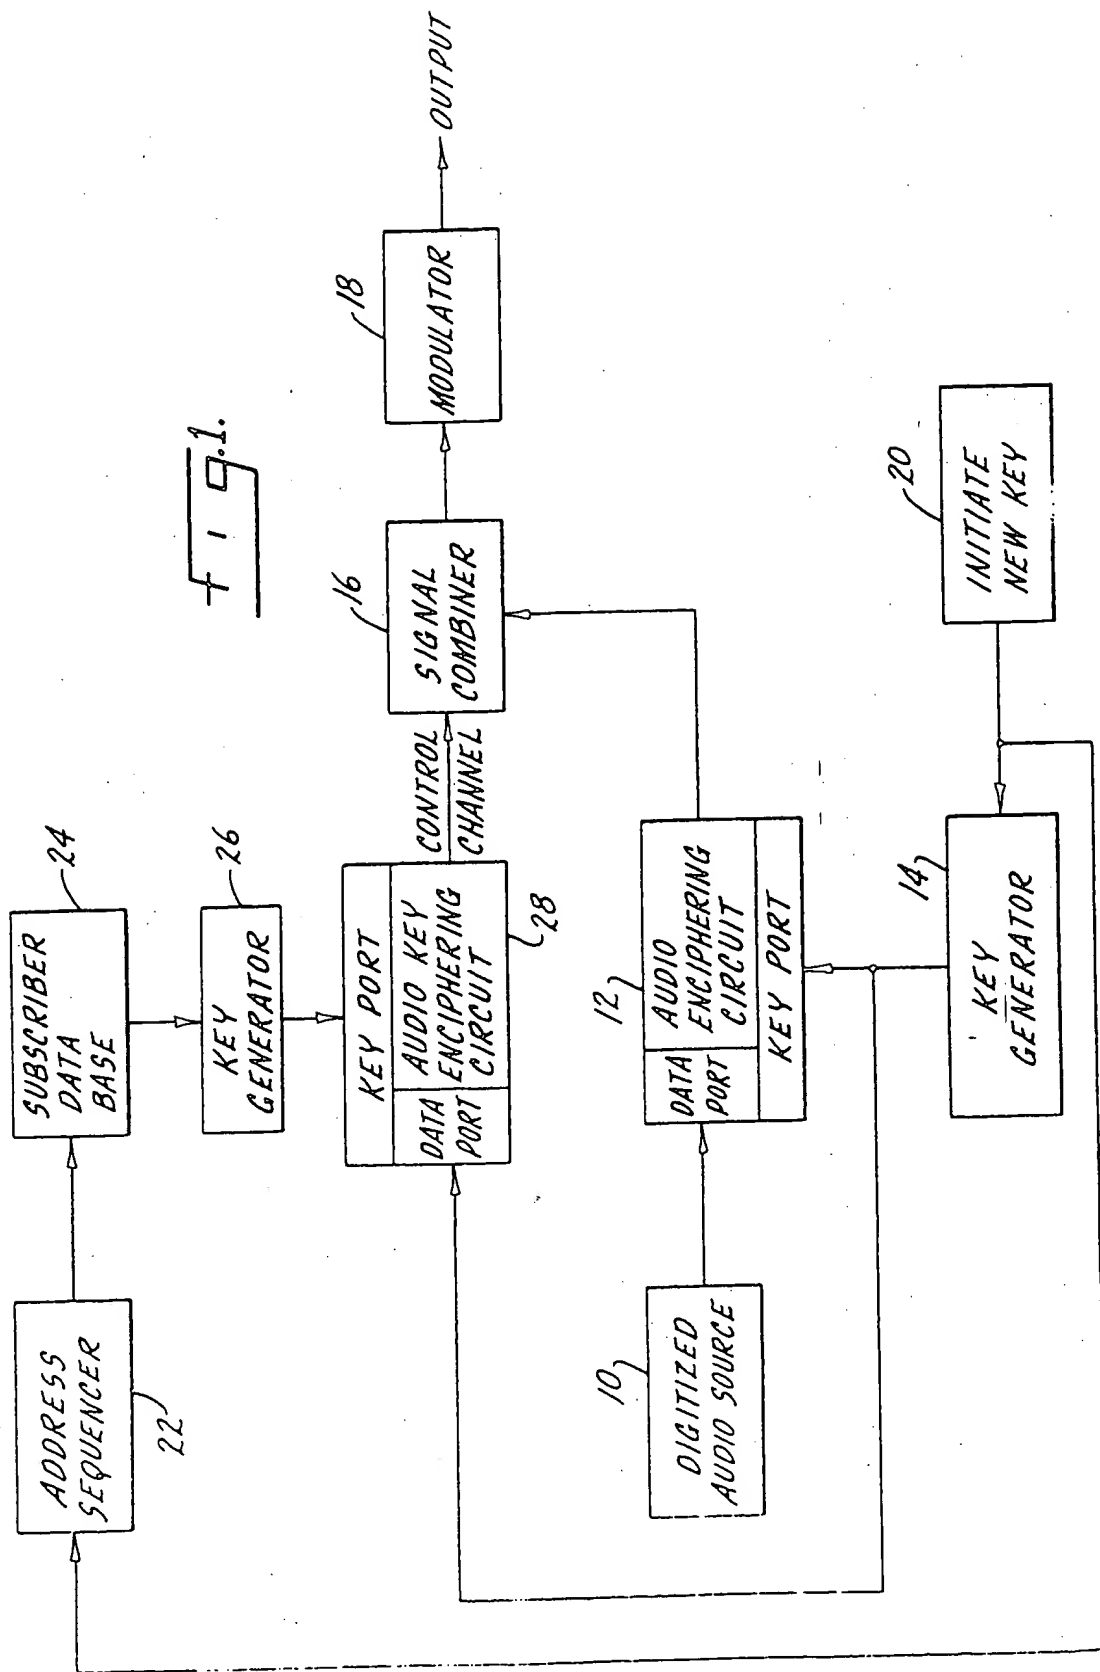 Fig.1.
ADDRESS
SEQUENCER
22
SUBSCRIBER
DATA
BASE
24
KEY
GENERATOR
26
KEY PORT
DATA
PORT
AUDIO KEY
ENCIPHERING
CIRCUIT
28
CONTROL
CHANNEL
SIGNAL
COMBINER
16
MODULATOR
18
OUTPUT
DIGITIZED
AUDIO SOURCE
10
DATA
PORT
AUDIO
ENCIPHERING
CIRCUIT
KEY PORT
12
KEY
GENERATOR
14
INITIATE
NEW KEY
20